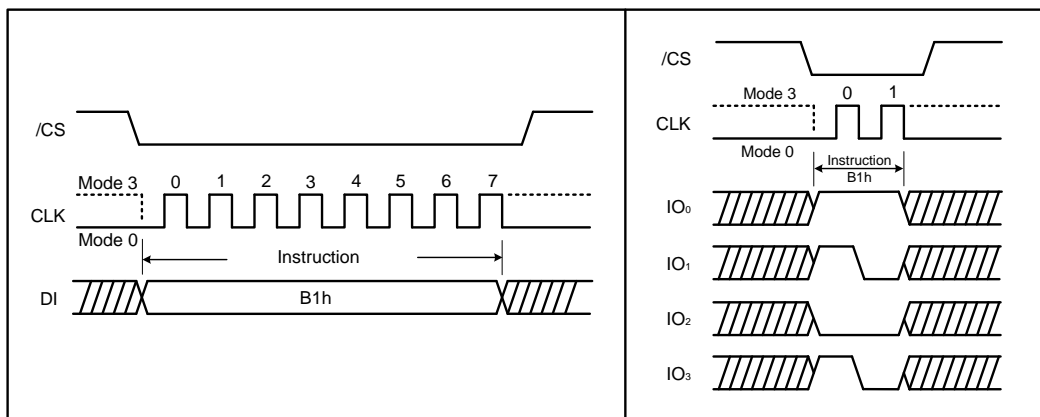 /CS
Mode 3
0 1 2 3 4 5 6 7
CLK
Mode 0
Instruction
DI
B1h
/CS
Mode 3
0 1
CLK
Mode 0
Instruction
B1h
IO₀
IO₁
IO₂
IO₃